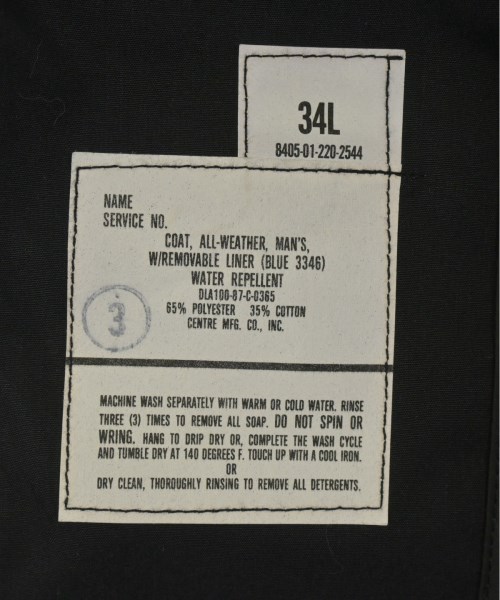 34L
8405-01-220-2544
NAME
SERVICE NO.
COAT, ALL-WEATHER, MAN'S,
W/REMOVABLE LINER (BLUE 3346)
WATER REPELLENT
DLA100-87-C-0365
65% POLYESTER 35% COTTON
CENTRE MFG. CO., INC.
3
MACHINE WASH SEPARATELY WITH WARM OR COLD WATER. RINSE
THREE (3) TIMES TO REMOVE ALL SOAP. DO NOT SPIN OR
WRING. HANG TO DRIP DRY OR, COMPLETE THE WASH CYCLE
AND TUMBLE DRY AT 140 DEGREES F. TOUCH UP WITH A COOL IRON.
OR
DRY CLEAN, THOROUGHLY RINSING TO REMOVE ALL DETERGENTS.